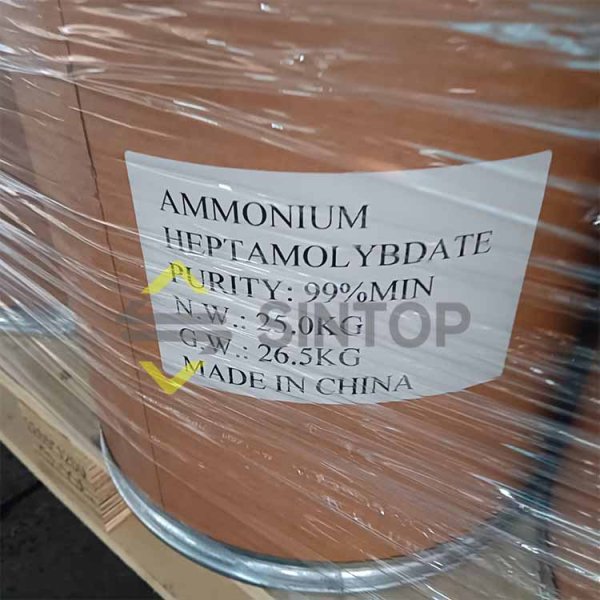 AMMONIUM
HEPTAMOLYBDATE
PURITY: 99%MIN
N.W.: 25.0KG
G.W.: 26.5KG
MADE IN CHINA
SINTOP